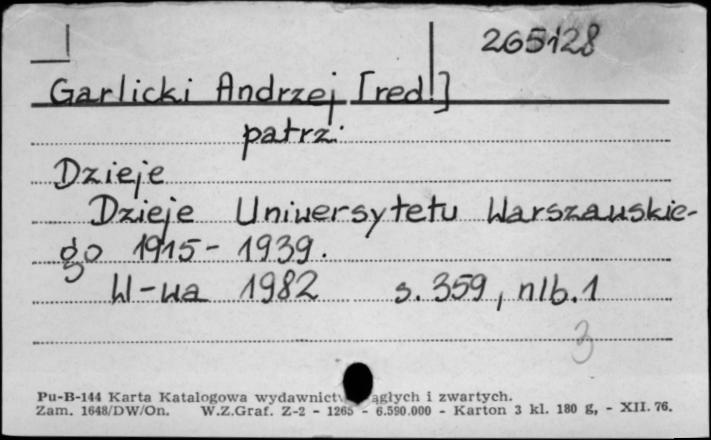 265128
Garlicki Andrzej [red.]
patrz:
Dzieje
Dzieje Uniwersytetu Warszawskie-
go 1915 - 1939.
W-wa 1982 s. 359, nlb. 1
3
Pu-B-144 Karta Katalogowa wydawnictw ągłych i zwartych.
Zam. 1648/DW/On. W.Z.Graf. Z-2 - 1265 - 6.590.000 - Karton 3 kl. 180 g, - XII. 76.